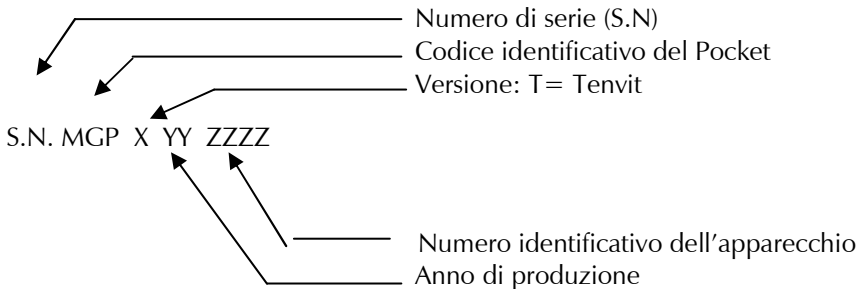 Numero di serie (S.N)
Codice identificativo del Pocket
Versione: T= Tenvit
S.N. MGP X YY ZZZZ
Numero identificativo dell'apparecchio
Anno di produzione